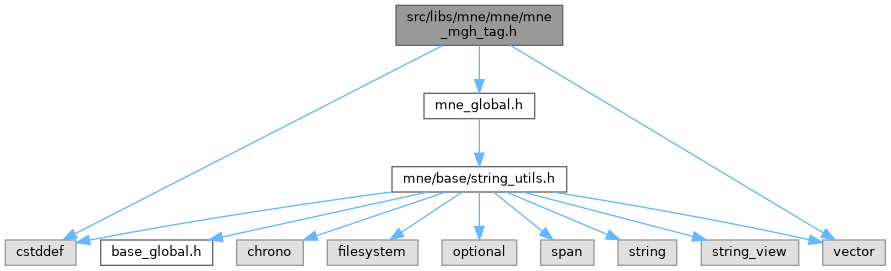 src/libs/mne/mne/mne
_mgh_tag.h
mne_global.h
mne/base/string_utils.h
cstddef
base_global.h
chrono
filesystem
optional
span
string
string_view
vector